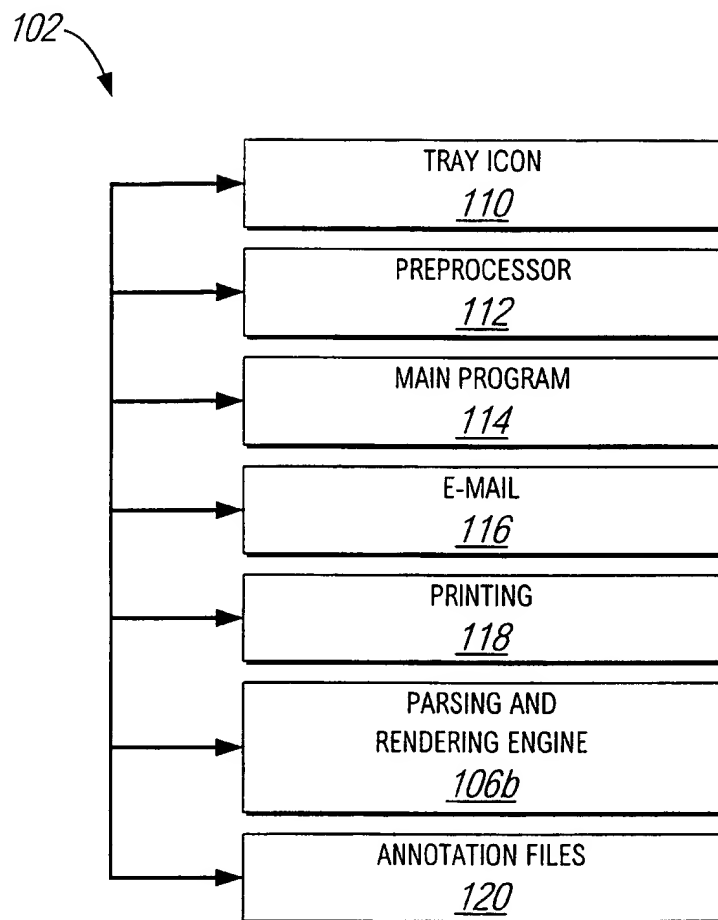 102
TRAY ICON
110
PREPROCESSOR
112
MAIN PROGRAM
114
E-MAIL
116
PRINTING
118
PARSING AND
RENDERING ENGINE
106b
ANNOTATION FILES
120